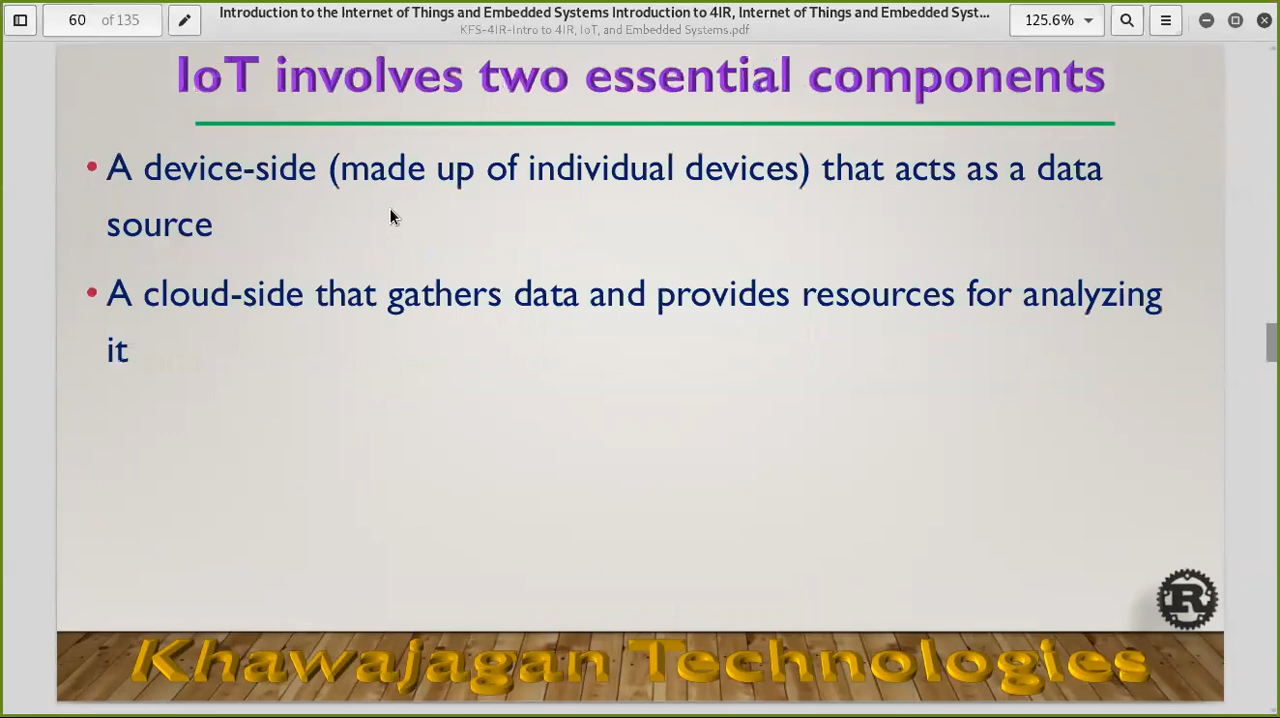 60 of 135
Introduction to the Internet of Things and Embedded Systems Introduction to 4IR, Internet of Things and Embedded Syst...
KFS-4IR-Intro to 4IR, IoT, and Embedded Systems.pdf
125.6%
IoT involves two essential components
• A device-side (made up of individual devices) that acts as a data
source
• A cloud-side that gathers data and provides resources for analyzing
it
R
Khawajagan Technologies